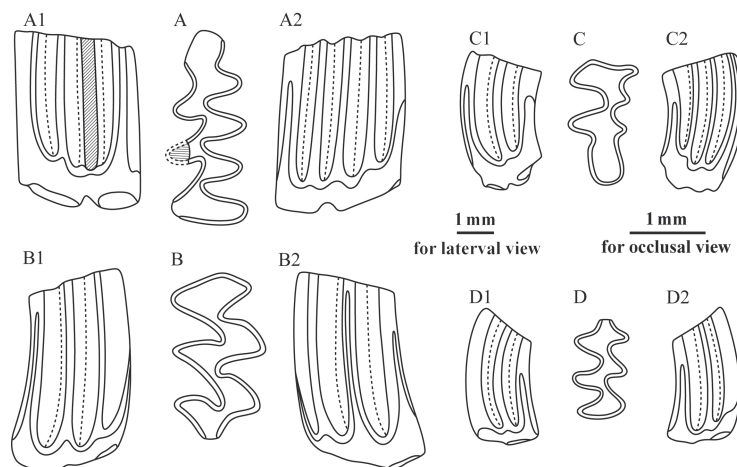 A1 A A2 C1 C C2
1 mm 1 mm
for laterval view for occlusal view
B1 B B2 D1 D D2